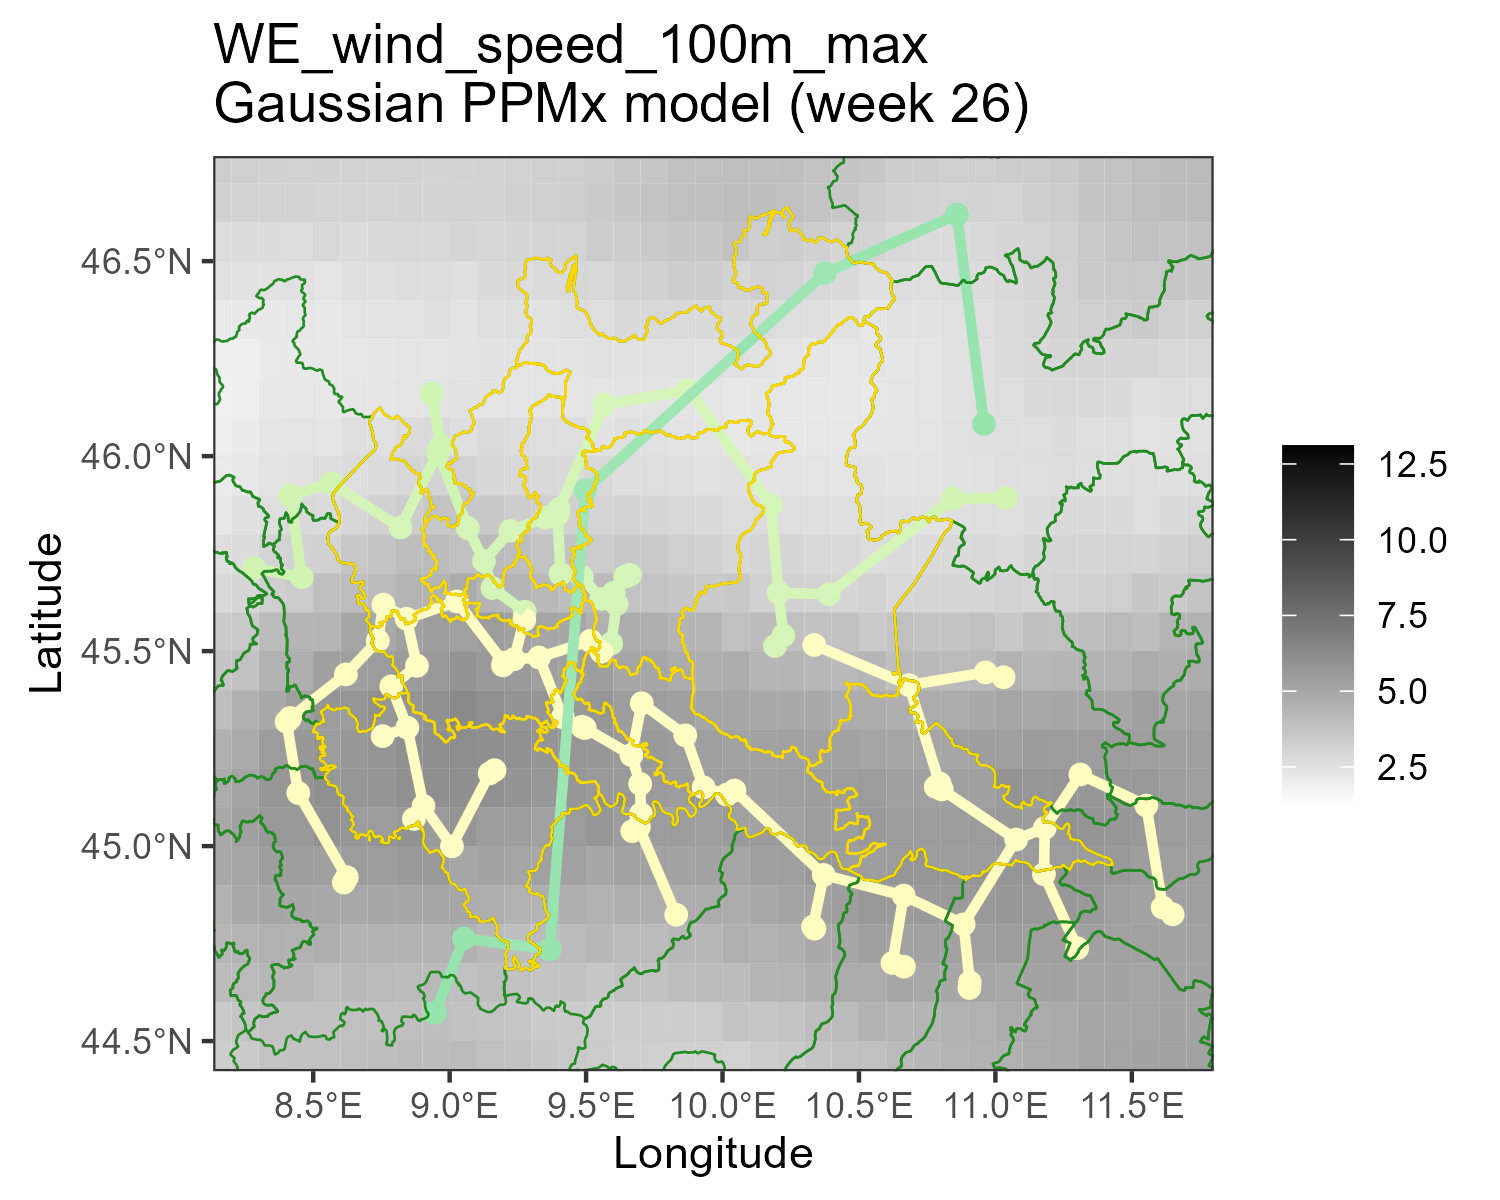 WE_wind_speed_100m_max
Gaussian PPMx model (week 26)
46.5°N
46.0°N
45.5°N
45.0°N
44.5°N
Latitude
8.5°E 9.0°E 9.5°E 10.0°E 10.5°E 11.0°E 11.5°E
Longitude
12.5
10.0
7.5
5.0
2.5